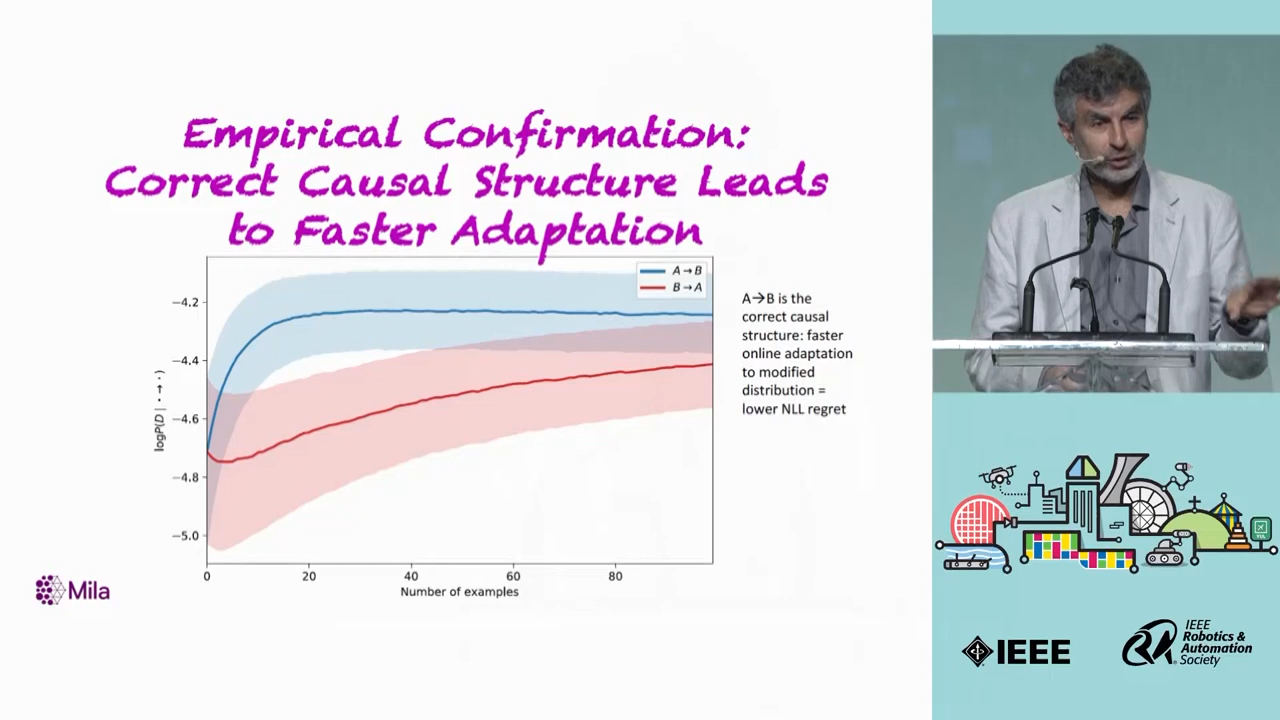 Empirical Confirmation:
Correct Causal Structure Leads
to Faster Adaptation
A→B
B→A
−4.2
−4.4
−4.6
−4.8
−5.0
logP(D | · → ·)
0
20
40
60
80
Number of examples
A→B is the
correct causal
structure: faster
online adaptation
to modified
distribution =
lower NLL regret
Mila
YUL
IEEE
IEEE
Robotics &
Automation
Society